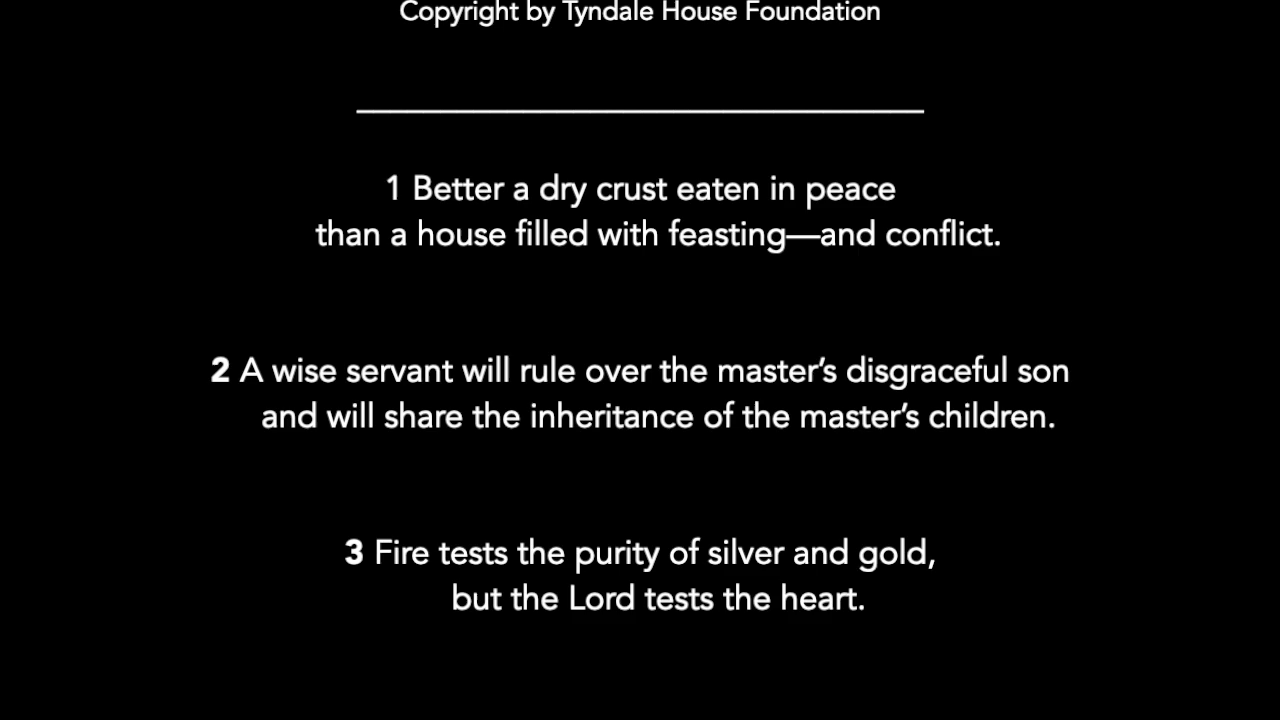 Copyright by Tyndale House Foundation
1 Better a dry crust eaten in peace
than a house filled with feasting—and conflict.
2 A wise servant will rule over the master’s disgraceful son
and will share the inheritance of the master’s children.
3 Fire tests the purity of silver and gold,
but the Lord tests the heart.